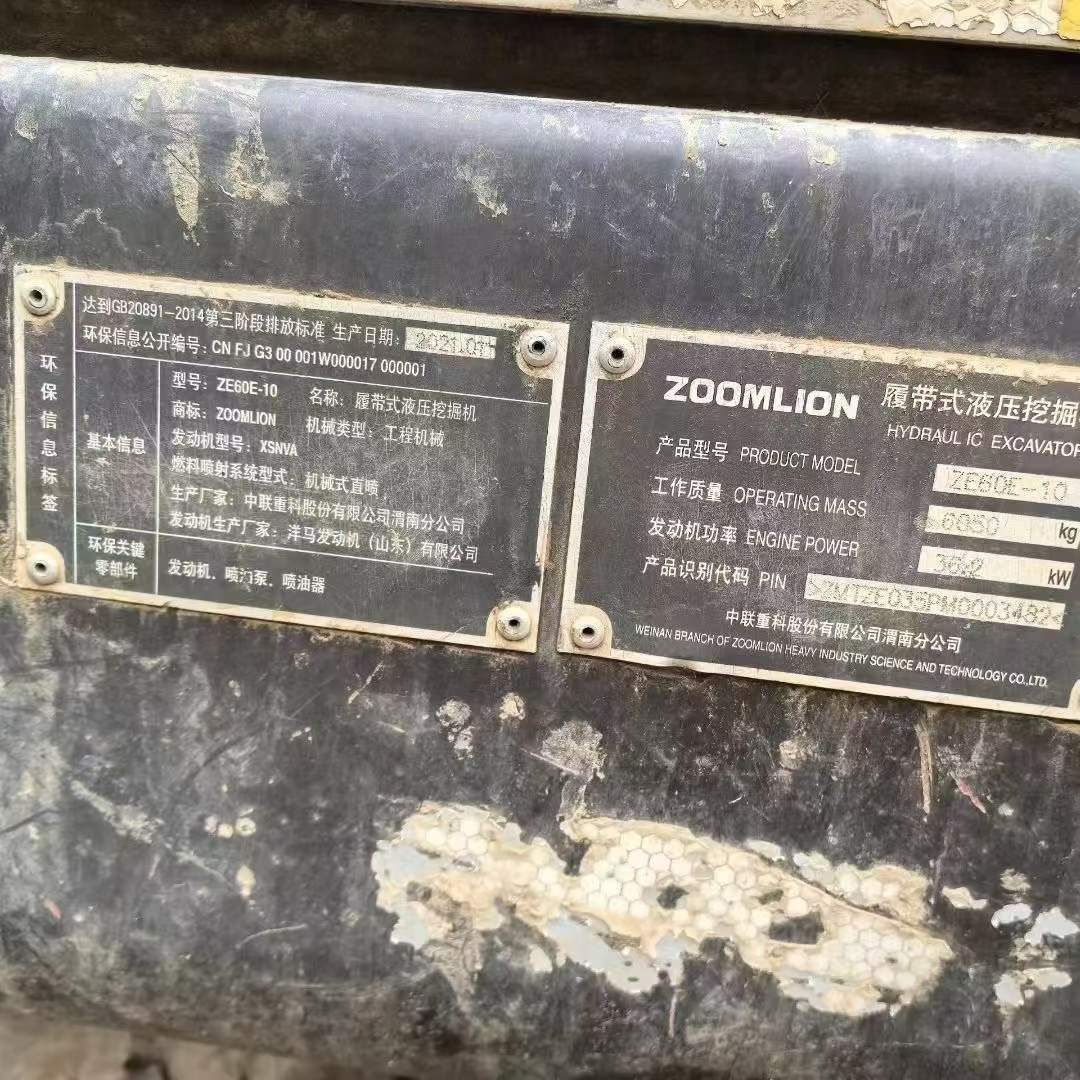 环保信息标签
达到GB20891-2014第三阶段排放标准 生产日期: 2021.07
环保信息公开编号: CN FJ G3 00 001W000017 000001
基本信息
型号: ZE60E-10 名称: 履带式液压挖掘机
商标: ZOOMLION 机械类型: 工程机械
发动机型号: XSNVA
燃料喷射系统型式: 机械式直喷
生产厂家: 中联重科股份有限公司渭南分公司
发动机生产厂家: 洋马发动机（山东）有限公司
环保关键零部件
发动机、喷油泵、喷油器
ZOOMLION 履带式液压挖掘
HYDRAULIC EXCAVATOR
产品型号 PRODUCT MODEL ZE60E-10
工作质量 OPERATING MASS 6050 kg
发动机功率 ENGINE POWER 36.2 kW
产品识别代码 PIN
中联重科股份有限公司渭南分公司
WEINAN BRANCH OF ZOOMLION HEAVY INDUSTRY SCIENCE AND TECHNOLOGY CO.,LTD.